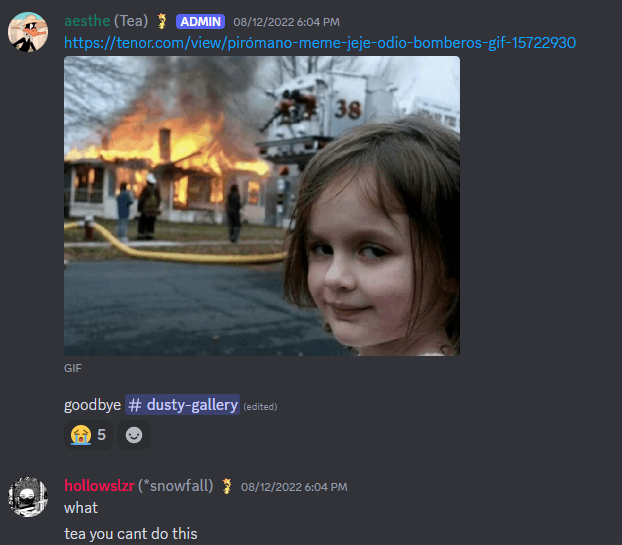 aesthe (Tea) ADMIN 08/12/2022 6:04 PM
https://tenor.com/view/pirómano-meme-jeje-odio-bomberos-gif-15722930
38
GIF
goodbye # dusty-gallery (edited)
5
hollowslzr (*snowfall) 08/12/2022 6:04 PM
what
tea you cant do this